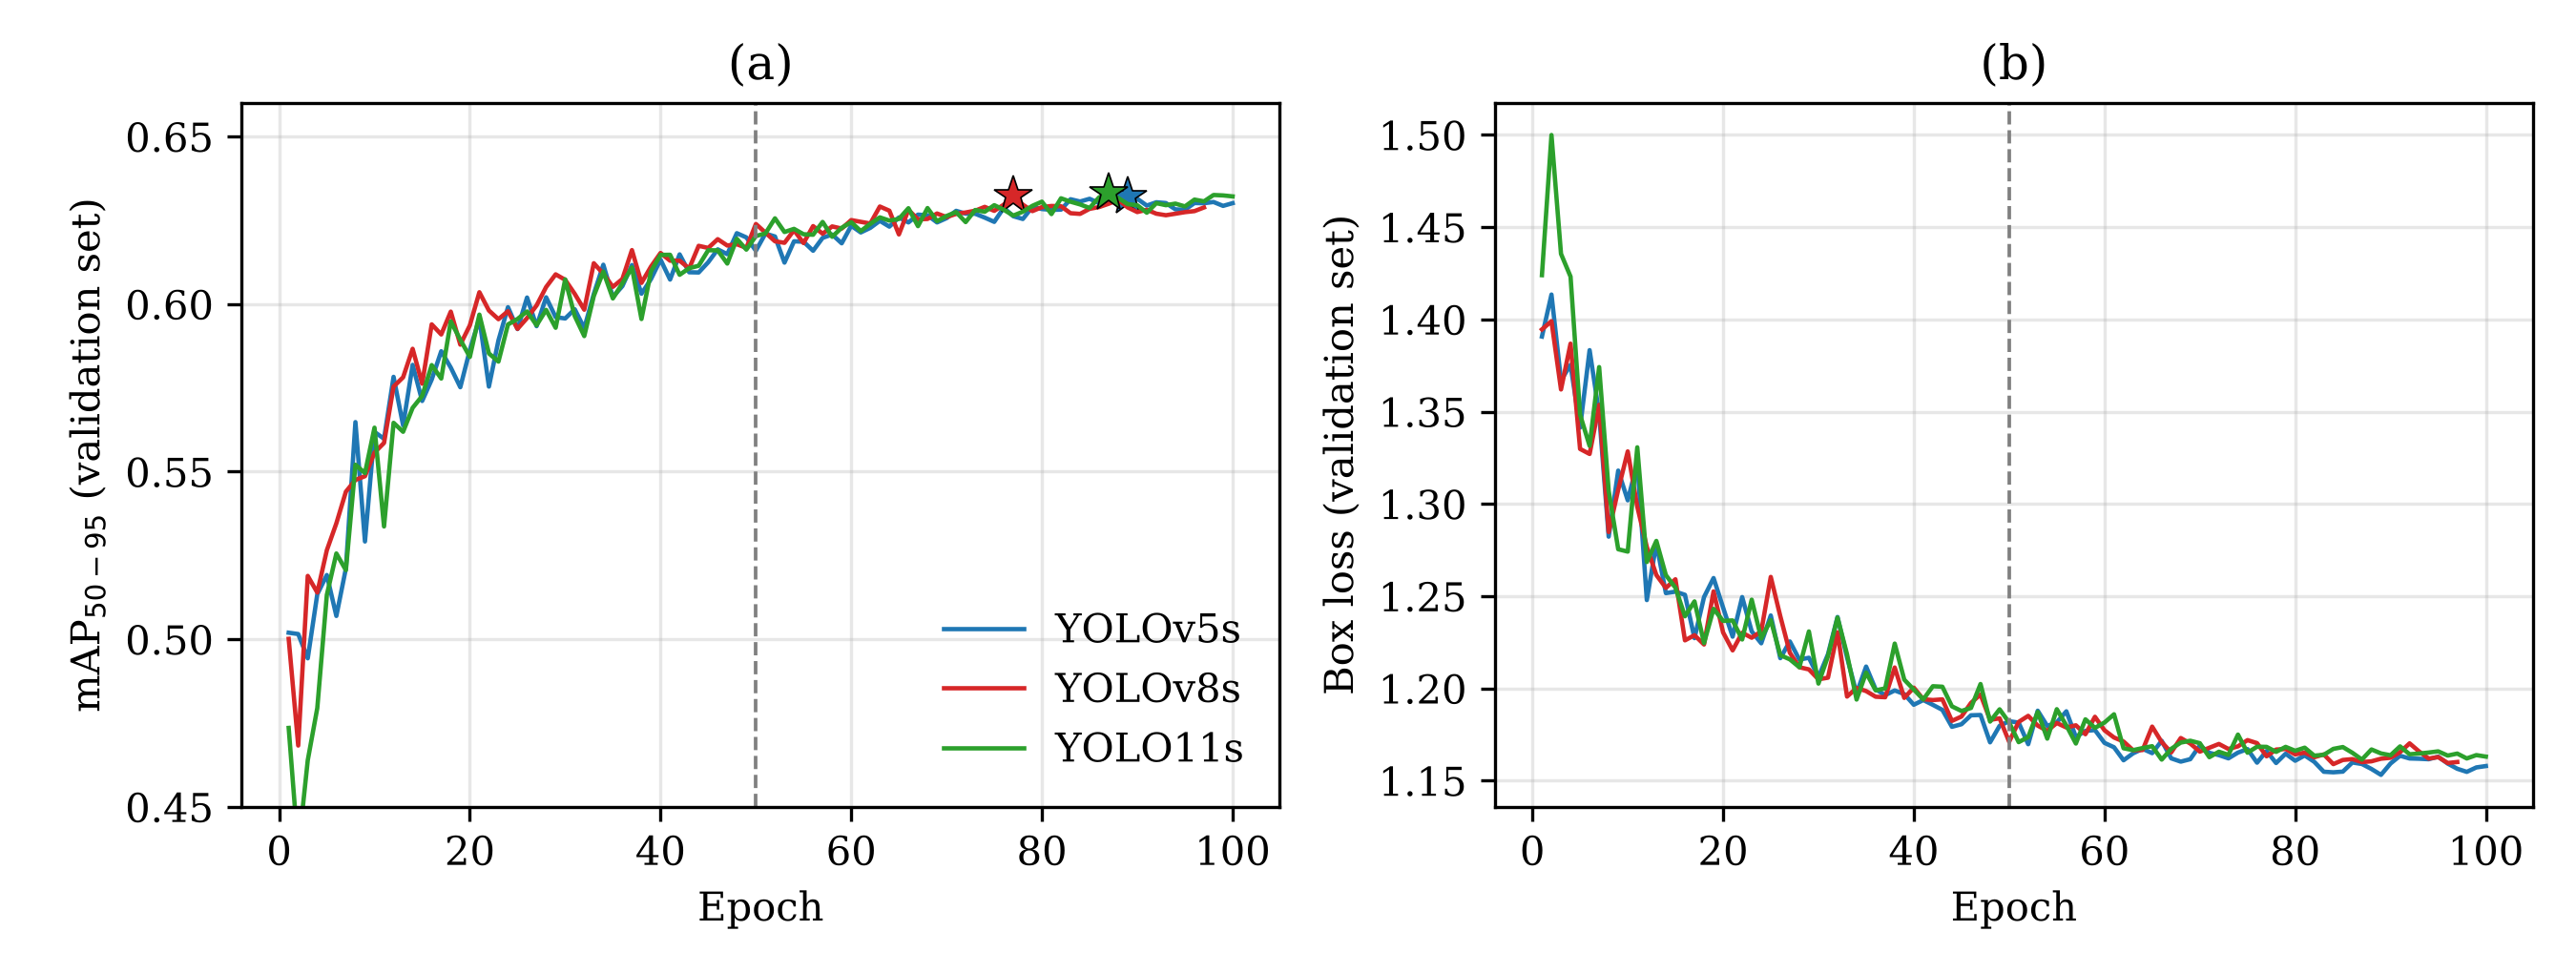 (a)
mAP50−95 (validation set)
0.65
0.60
0.55
0.50
0.45
YOLOv5s
YOLOv8s
YOLO11s
0 20 40 60 80 100
Epoch
(b)
Box loss (validation set)
1.50
1.45
1.40
1.35
1.30
1.25
1.20
1.15
0 20 40 60 80 100
Epoch